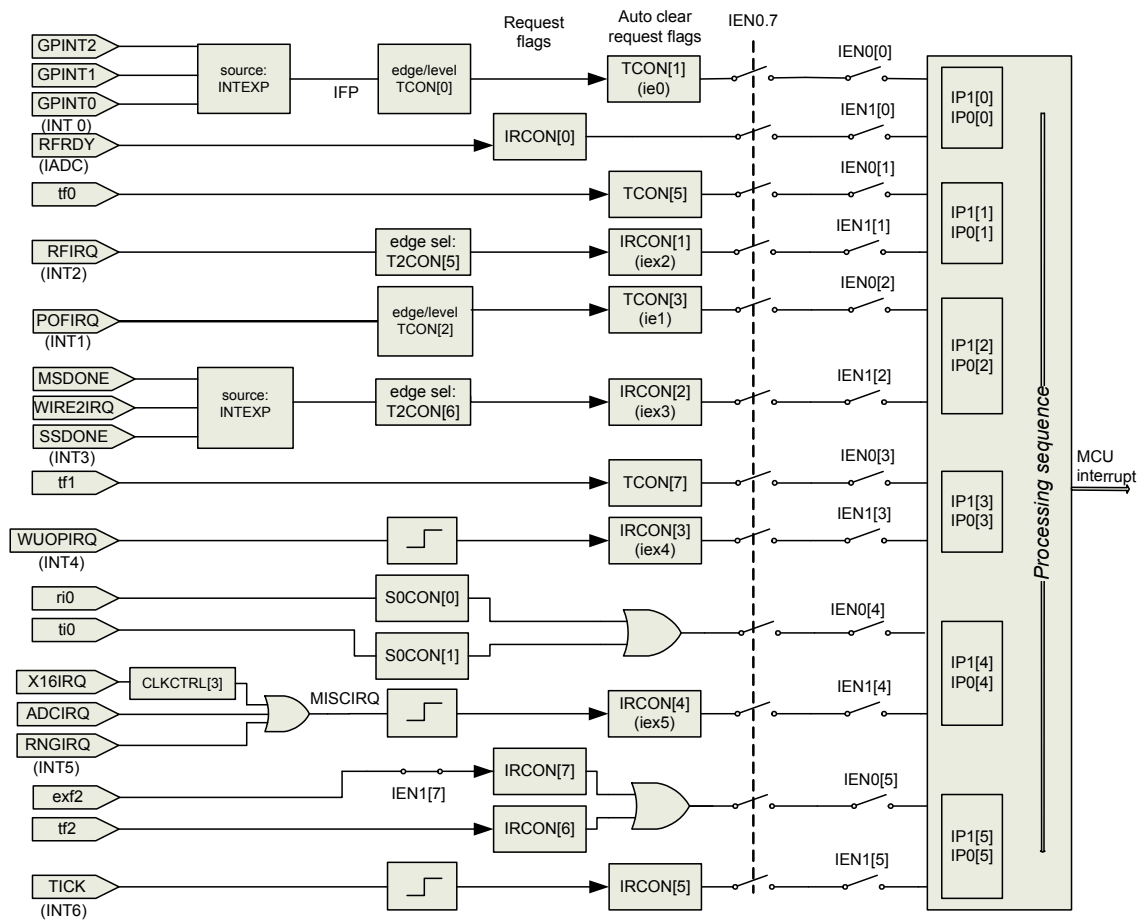 Request
flags
Auto clear
request flags
IEN0.7
GPINT2
GPINT1
GPINT0
(INT 0)
source:
INTEXP
IFP
edge/level
TCON[0]
TCON[1]
(ie0)
IEN0[0]
RFRDY
(IADC)
IRCON[0]
IEN1[0]
IP1[0]
IP0[0]
tf0
TCON[5]
IEN0[1]
RFIRQ
(INT2)
edge sel:
T2CON[5]
IRCON[1]
(iex2)
IEN1[1]
IP1[1]
IP0[1]
POFIRQ
(INT1)
edge/level
TCON[2]
TCON[3]
(ie1)
IEN0[2]
MSDONE
WIRE2IRQ
SSDONE
(INT3)
source:
INTEXP
edge sel:
T2CON[6]
IRCON[2]
(iex3)
IEN1[2]
IP1[2]
IP0[2]
tf1
TCON[7]
IEN0[3]
WUOPIRQ
(INT4)
IRCON[3]
(iex4)
IEN1[3]
IP1[3]
IP0[3]
Processing sequence
MCU
interrupt
ri0
ti0
S0CON[0]
S0CON[1]
IEN0[4]
X16IRQ
CLKCTRL[3]
ADCIRQ
RNGIRQ
(INT5)
MISCIRQ
IRCON[4]
(iex5)
IEN1[4]
IP1[4]
IP0[4]
exf2
IEN1[7]
IRCON[7]
tf2
IRCON[6]
IEN0[5]
TICK
(INT6)
IRCON[5]
IEN1[5]
IP1[5]
IP0[5]